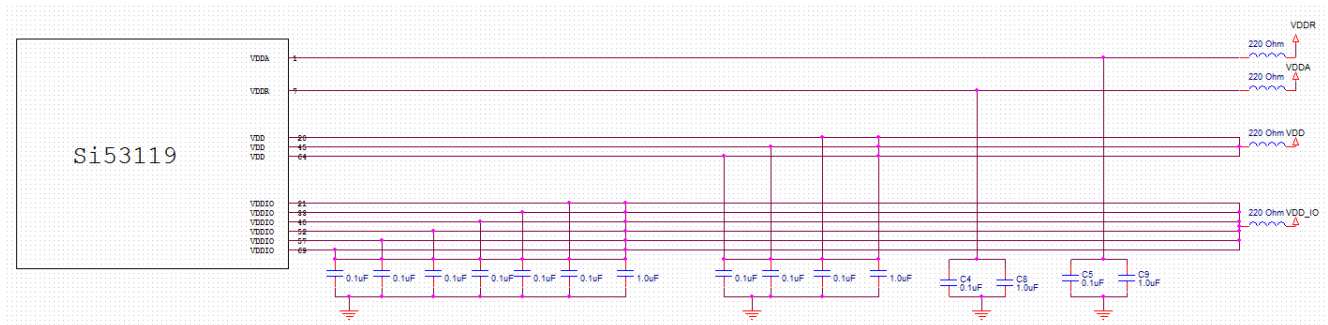 VDDR
220 Ohm
VDDA 1
220 Ohm VDDA
VDDR 7
VDD 20
220 Ohm VDD
VDD 45
Si53119
VDD 64
VDDIO 21
VDDIO 33
220 Ohm VDD_IO
VDDIO 40
VDDIO 52
VDDIO 57
VDDIO 69
0.1uF 0.1uF 0.1uF 0.1uF 0.1uF 0.1uF 1.0uF 0.1uF 0.1uF 0.1uF 1.0uF
C4 C8 C5 C9
0.1uF 1.0uF 0.1uF 1.0uF